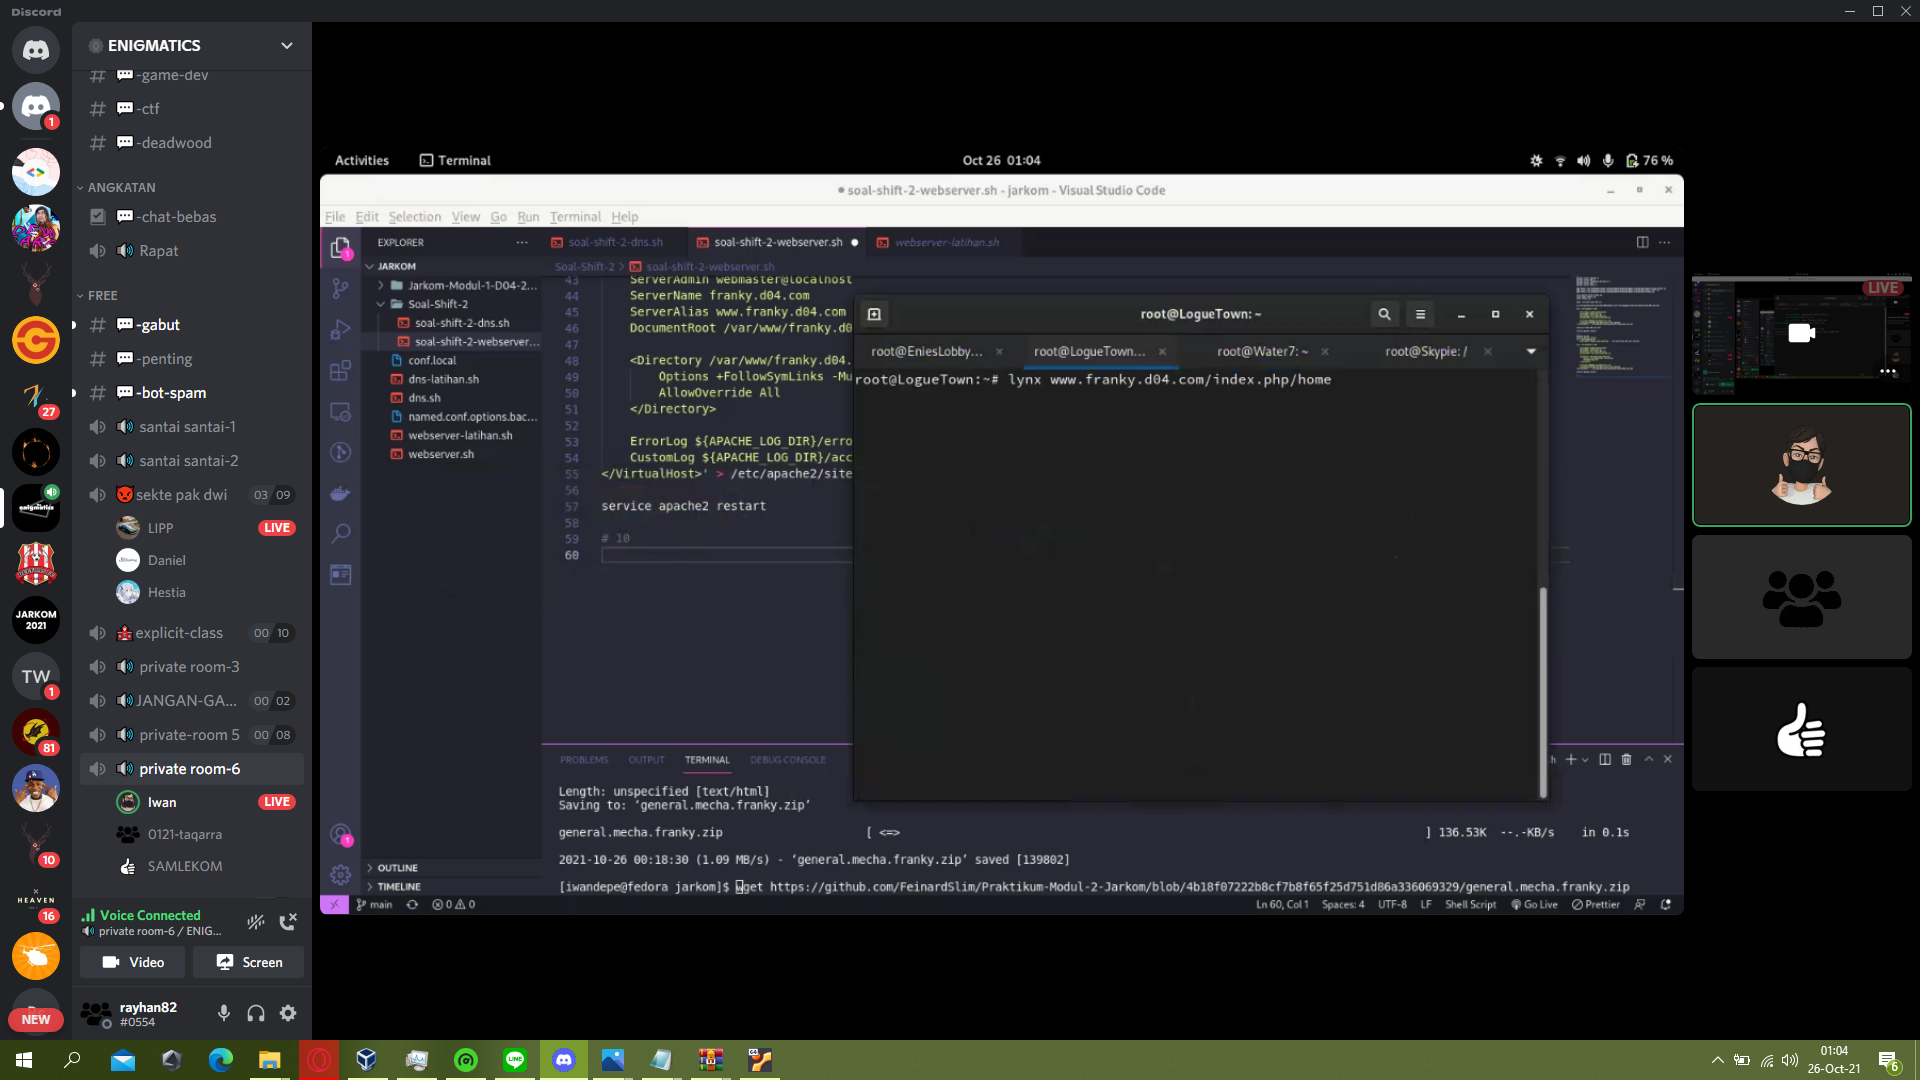 Discord
ENIGMATICS
-game-dev
-ctf
-deadwood
ANGKATAN
-chat-bebas
Rapat
FREE
-gabut
-penting
-bot-spam
santai santai-1
santai santai-2
sekte pak dwi 03 09
LIPP LIVE
Daniel
Hestia
explicit-class 00 10
private room-3
JANGAN-GA... 00 02
private-room 5 00 08
private room-6
Iwan LIVE
0121-taqarra
SAMLEKOM
Voice Connected
private room-6 / ENIG...
Video
Screen
rayhan82
#0554
1
27
enigmatics
JARKOM
2021
TW
1
81
10
HEAVEN
16
NEW
Activities
Terminal
Oct 26 01:04
76 %
soal-shift-2-webserver.sh - jarkom - Visual Studio Code
File Edit Selection View Go Run Terminal Help
EXPLORER
soal-shift-2-dns.sh
soal-shift-2-webserver.sh
webserver-latihan.sh
JARKOM
Jarkom-Modul-1-D04-2...
Soal-Shift-2
soal-shift-2-dns.sh
soal-shift-2-webserver...
conf.local
dns-latihan.sh
dns.sh
named.conf.options.bac...
webserver-latihan.sh
webserver.sh
OUTLINE
TIMELINE
Soal-Shift-2 > soal-shift-2-webserver.sh
43 ServerAdmin webmaster@localhost
44 ServerName franky.d04.com
45 ServerAlias www.franky.d04.com
46 DocumentRoot /var/www/franky.d0
47
48 <Directory /var/www/franky.d04.
49 Options +FollowSymLinks -Mu
50 AllowOverride All
51 </Directory>
52
53 ErrorLog ${APACHE_LOG_DIR}/erro
54 CustomLog ${APACHE_LOG_DIR}/acc
55 </VirtualHost>' > /etc/apache2/site
56
57 service apache2 restart
58
59 # 10
60
root@LogueTown: ~
root@EniesLobby...
root@LogueTown...
root@Water7: ~
root@Skypie: /
root@LogueTown:~# lynx www.franky.d04.com/index.php/home
PROBLEMS OUTPUT TERMINAL DEBUG CONSOLE
Length: unspecified [text/html]
Saving to: ‘general.mecha.franky.zip’
general.mecha.franky.zip [ <=> ] 136.53K --.-KB/s in 0.1s
2021-10-26 00:18:30 (1.09 MB/s) - ‘general.mecha.franky.zip’ saved [139802]
[iwandepe@fedora jarkom]$ wget https://github.com/FeinardSlim/Praktikum-Modul-2-Jarkom/blob/4b18f07222b8cf7b8f65f25d751d86a336069329/general.mecha.franky.zip
main 0 0
Ln 60, Col 1 Spaces: 4 UTF-8 LF Shell Script Go Live Prettier
LIVE
01:04
26-Oct-21
6